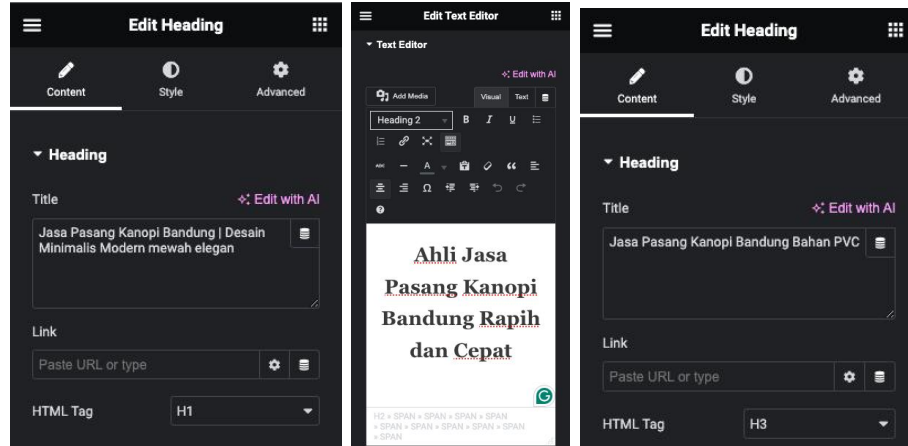 Edit Heading
Content
Style
Advanced
Heading
Title
Edit with AI
Jasa Pasang Kanopi Bandung | Desain
Minimalis Modern mewah elegan
Link
Paste URL or type
HTML Tag
H1
Edit Text Editor
Text Editor
Edit with AI
Add Media
Visual
Text
Heading 2
B
I
U
ABC
A
Ω
Ahli Jasa
Pasang Kanopi
Bandung Rapih
dan Cepat
H2 » SPAN » SPAN » SPAN » SPAN
» SPAN » SPAN » SPAN » SPAN » SPAN
» SPAN
Edit Heading
Content
Style
Advanced
Heading
Title
Edit with AI
Jasa Pasang Kanopi Bandung Bahan PVC
Link
Paste URL or type
HTML Tag
H3